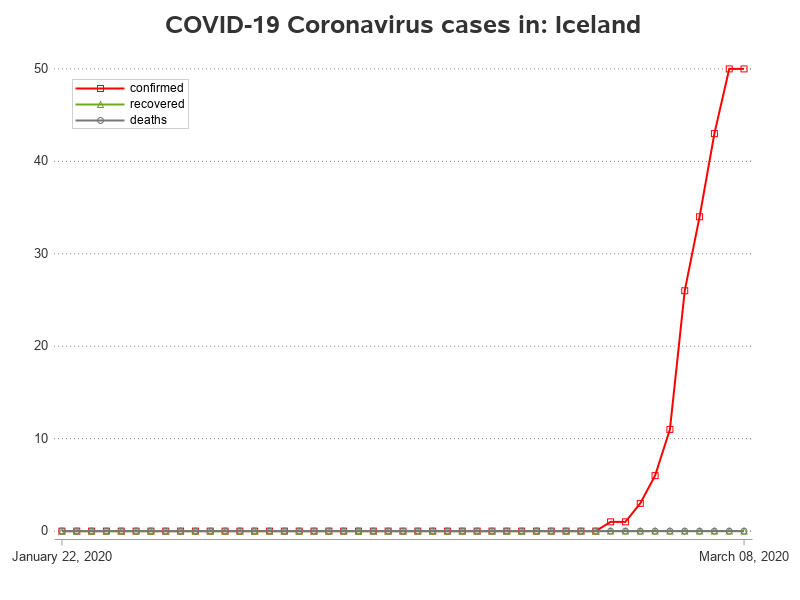 COVID-19 Coronavirus cases in: Iceland
50
confirmed
recovered
deaths
40
30
20
10
0
January 22, 2020
March 08, 2020